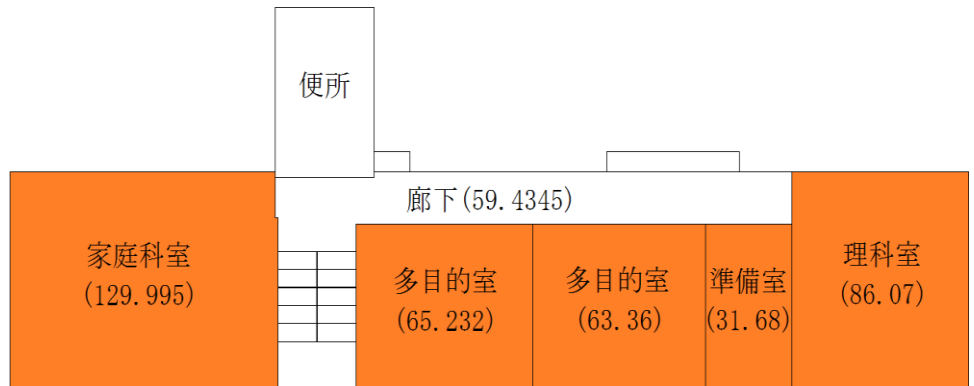 便所
廊下(59.4345)
家庭科室
(129.995)
多目的室
(65.232)
多目的室
(63.36)
準備室
(31.68)
理科室
(86.07)